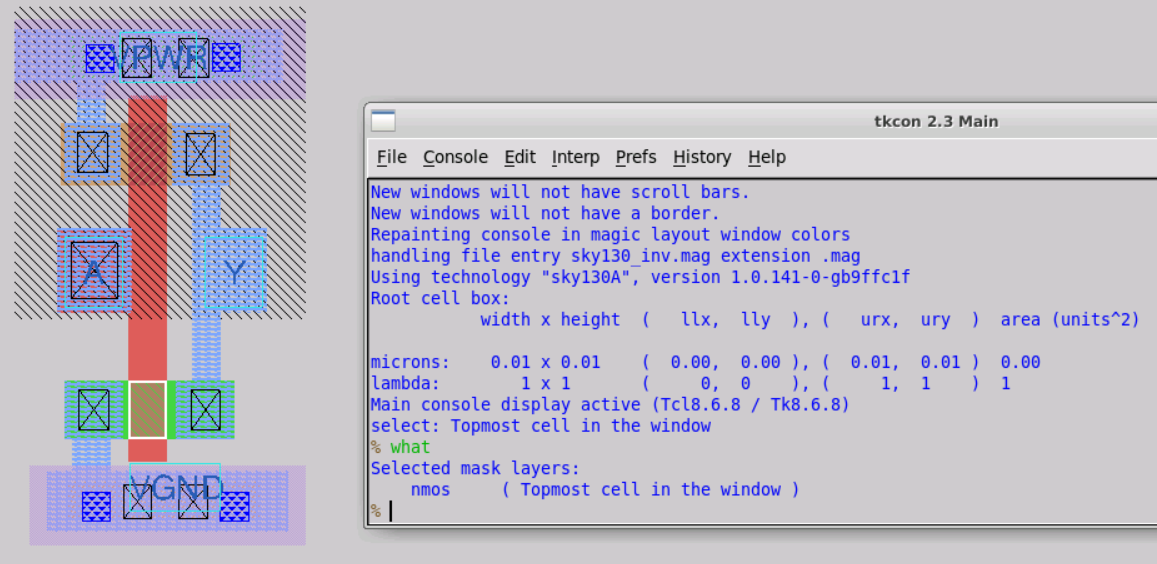 VPWR
A
Y
VGND
tkcon 2.3 Main
File Console Edit Interp Prefs History Help
New windows will not have scroll bars.
New windows will not have a border.
Repainting console in magic layout window colors
handling file entry sky130_inv.mag extension .mag
Using technology "sky130A", version 1.0.141-0-gb9ffc1f
Root cell box:
width x height ( llx, lly ), ( urx, ury ) area (units^2)
microns: 0.01 x 0.01 ( 0.00, 0.00 ), ( 0.01, 0.01 ) 0.00
lambda: 1 x 1 ( 0, 0 ), ( 1, 1 ) 1
Main console display active (Tcl8.6.8 / Tk8.6.8)
select: Topmost cell in the window
% what
Selected mask layers:
nmos ( Topmost cell in the window )
%